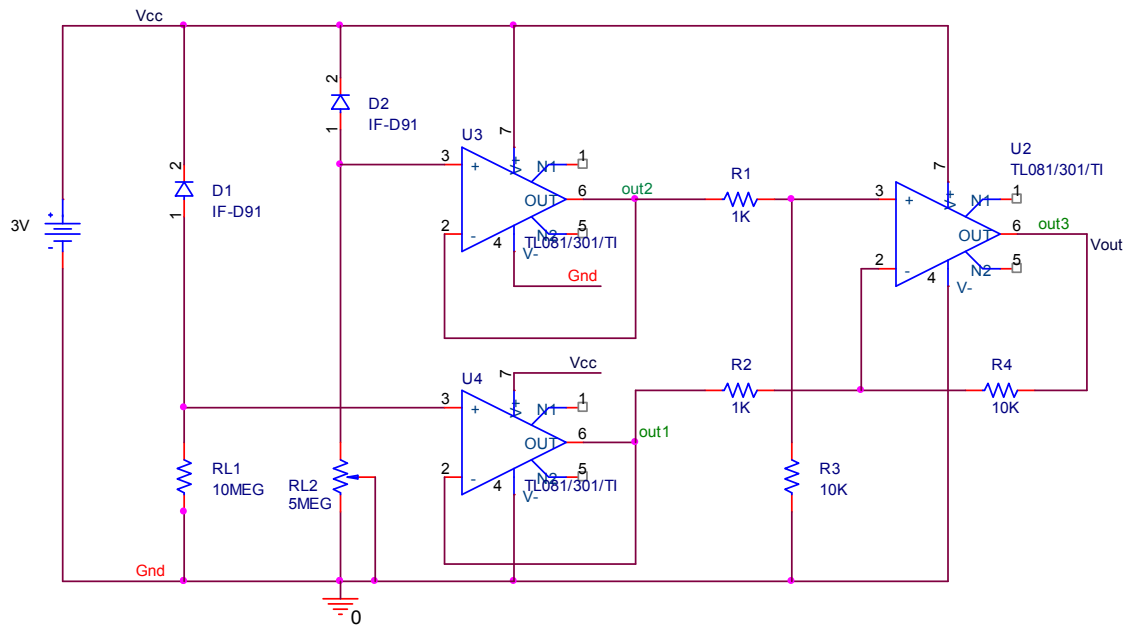 Vcc
2
D2
IF-D91
1
U3
7
3
+
V+
N1
1
OUT
6
out2
2
-
N2
5
4
TL081/301/TI
V-
Gnd
R1
1K
U2
TL081/301/TI
7
3
+
V+
N1
1
OUT
6
out3
Vout
2
-
N2
5
4
V-
2
D1
IF-D91
1
3V
+
-
Vcc
U4
7
3
+
V+
N1
1
OUT
6
out1
2
-
N2
5
4
TL081/301/TI
V-
R2
1K
R4
10K
RL1
10MEG
RL2
5MEG
R3
10K
Gnd
0